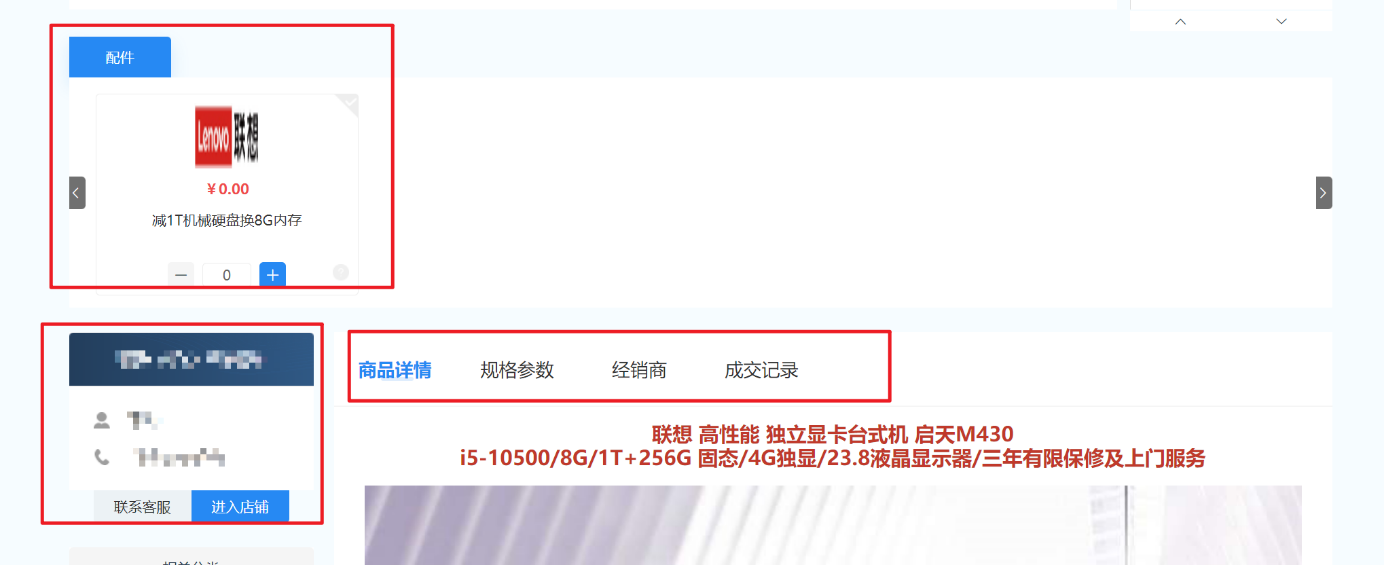 配件
Lenovo 联想
¥0.00
减1T机械硬盘换8G内存
0
联系客服 进入店铺
商品详情 规格参数 经销商 成交记录
联想 高性能 独立显卡台式机 启天M430
i5-10500/8G/1T+256G 固态/4G独显/23.8液晶显示器/三年有限保修及上门服务